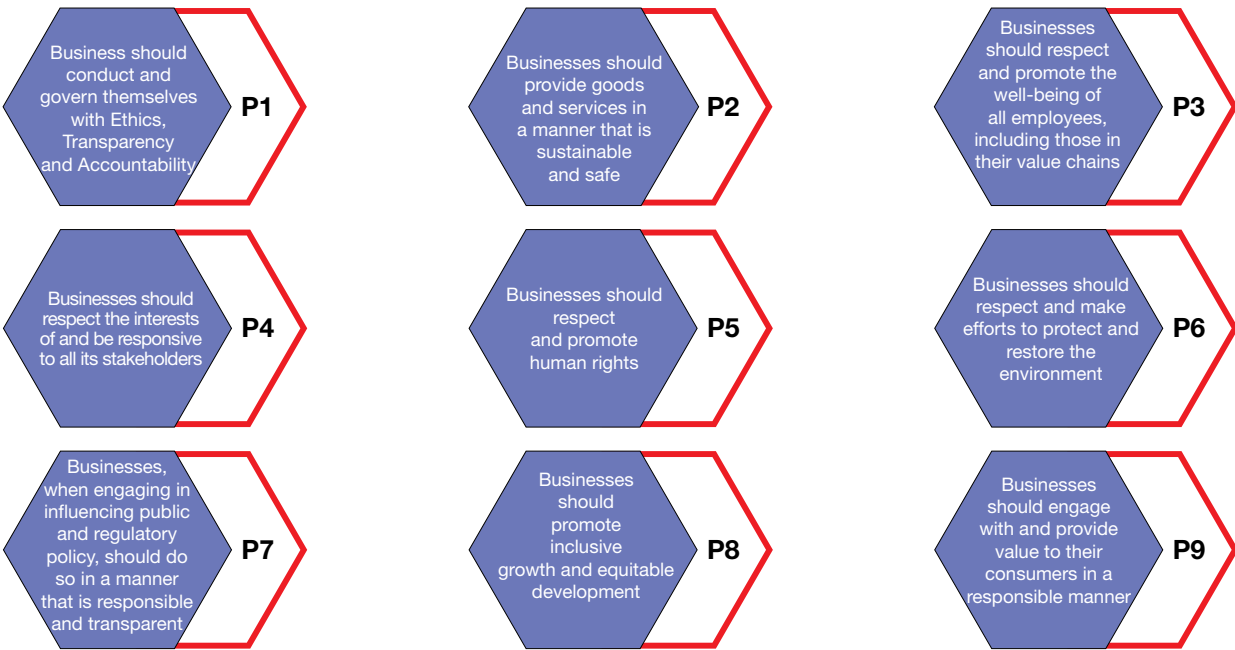 Business should
conduct and
govern themselves
with Ethics,
Transparency
and Accountability
P1
Businesses should
provide goods
and services in
a manner that is
sustainable
and safe
P2
Businesses
should respect
and promote the
well-being of
all employees,
including those in
their value chains
P3
Businesses should
respect the interests
of and be responsive
to all its stakeholders
P4
Businesses should
respect
and promote
human rights
P5
Businesses should
respect and make
efforts to protect and
restore the
environment
P6
Businesses,
when engaging in
influencing public
and regulatory
policy, should do
so in a manner
that is responsible
and transparent
P7
Businesses
should
promote
inclusive
growth and equitable
development
P8
Businesses
should engage
with and provide
value to their
consumers in a
responsible manner
P9